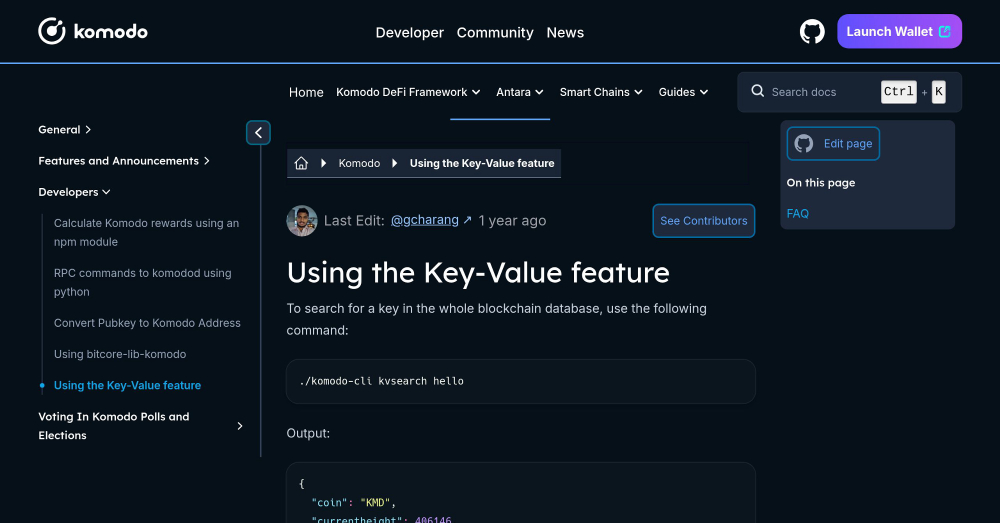 komodo
Developer Community News
Launch Wallet
Home Komodo DeFi Framework Antara Smart Chains Guides
Search docs Ctrl + K
General
Features and Announcements
Developers
Calculate Komodo rewards using an
npm module
RPC commands to komodod using
python
Convert Pubkey to Komodo Address
Using bitcore-lib-komodo
Using the Key-Value feature
Voting In Komodo Polls and
Elections
Komodo Using the Key-Value feature
Last Edit: @gcharang ↗ 1 year ago
See Contributors
Using the Key-Value feature
To search for a key in the whole blockchain database, use the following
command:
./komodo-cli kvsearch hello
Output:
{
"coin": "KMD",
"currentheight": 406146,
Edit page
On this page
FAQ